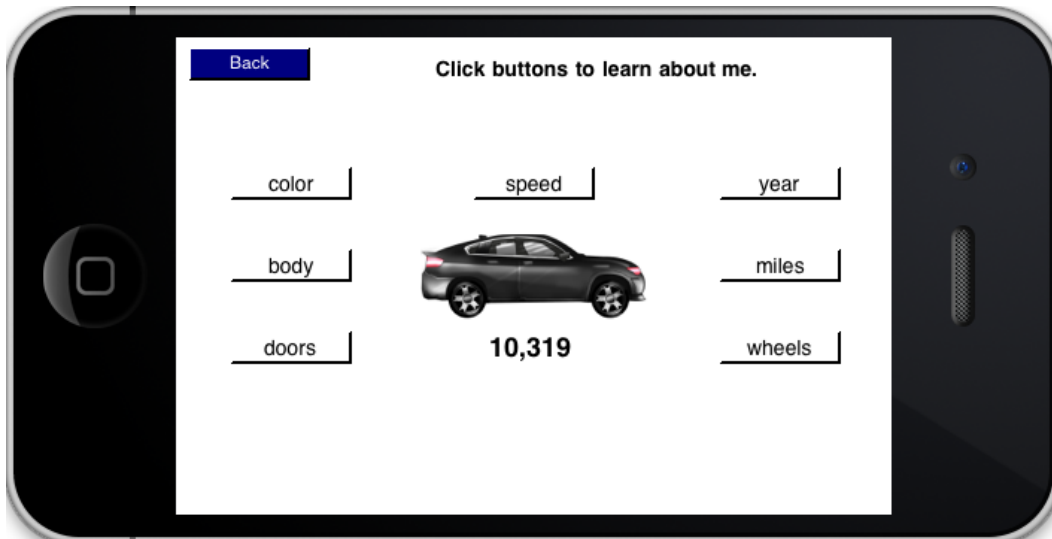 Back
Click buttons to learn about me.
color
speed
year
body
miles
doors
10,319
wheels